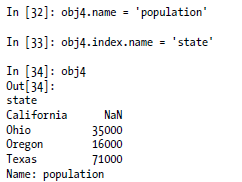 In [32]: obj4.name = 'population'
In [33]: obj4.index.name = 'state'
In [34]: obj4
Out[34]:
state
California NaN
Ohio 35000
Oregon 16000
Texas 71000
Name: population